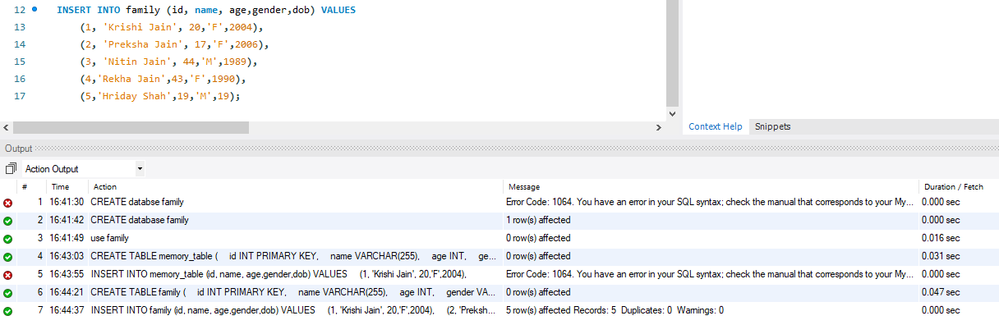 12 INSERT INTO family (id, name, age,gender,dob) VALUES
13 (1, 'Krishi Jain', 20,'F',2004),
14 (2, 'Preksha Jain', 17,'F',2006),
15 (3, 'Nitin Jain', 44,'M',1989),
16 (4,'Rekha Jain',43,'F',1990),
17 (5,'Hriday Shah',19,'M',19);
Context Help Snippets
Output
Action Output
# Time Action Message Duration / Fetch
1 16:41:30 CREATE databse family Error Code: 1064. You have an error in your SQL syntax; check the manual that corresponds to your My... 0.000 sec
2 16:41:42 CREATE database family 1 row(s) affected 0.000 sec
3 16:41:49 use family 0 row(s) affected 0.016 sec
4 16:43:03 CREATE TABLE memory_table ( id INT PRIMARY KEY, name VARCHAR(255), age INT, ge... 0 row(s) affected 0.031 sec
5 16:43:55 INSERT INTO memory_table (id, name, age,gender,dob) VALUES (1, 'Krishi Jain', 20,'F',2004), Error Code: 1064. You have an error in your SQL syntax; check the manual that corresponds to your My... 0.000 sec
6 16:44:21 CREATE TABLE family ( id INT PRIMARY KEY, name VARCHAR(255), age INT, gender VA... 0 row(s) affected 0.047 sec
7 16:44:37 INSERT INTO family (id, name, age,gender,dob) VALUES (1, 'Krishi Jain', 20,'F',2004), (2, 'Preksh... 5 row(s) affected Records: 5 Duplicates: 0 Warnings: 0 0.000 sec